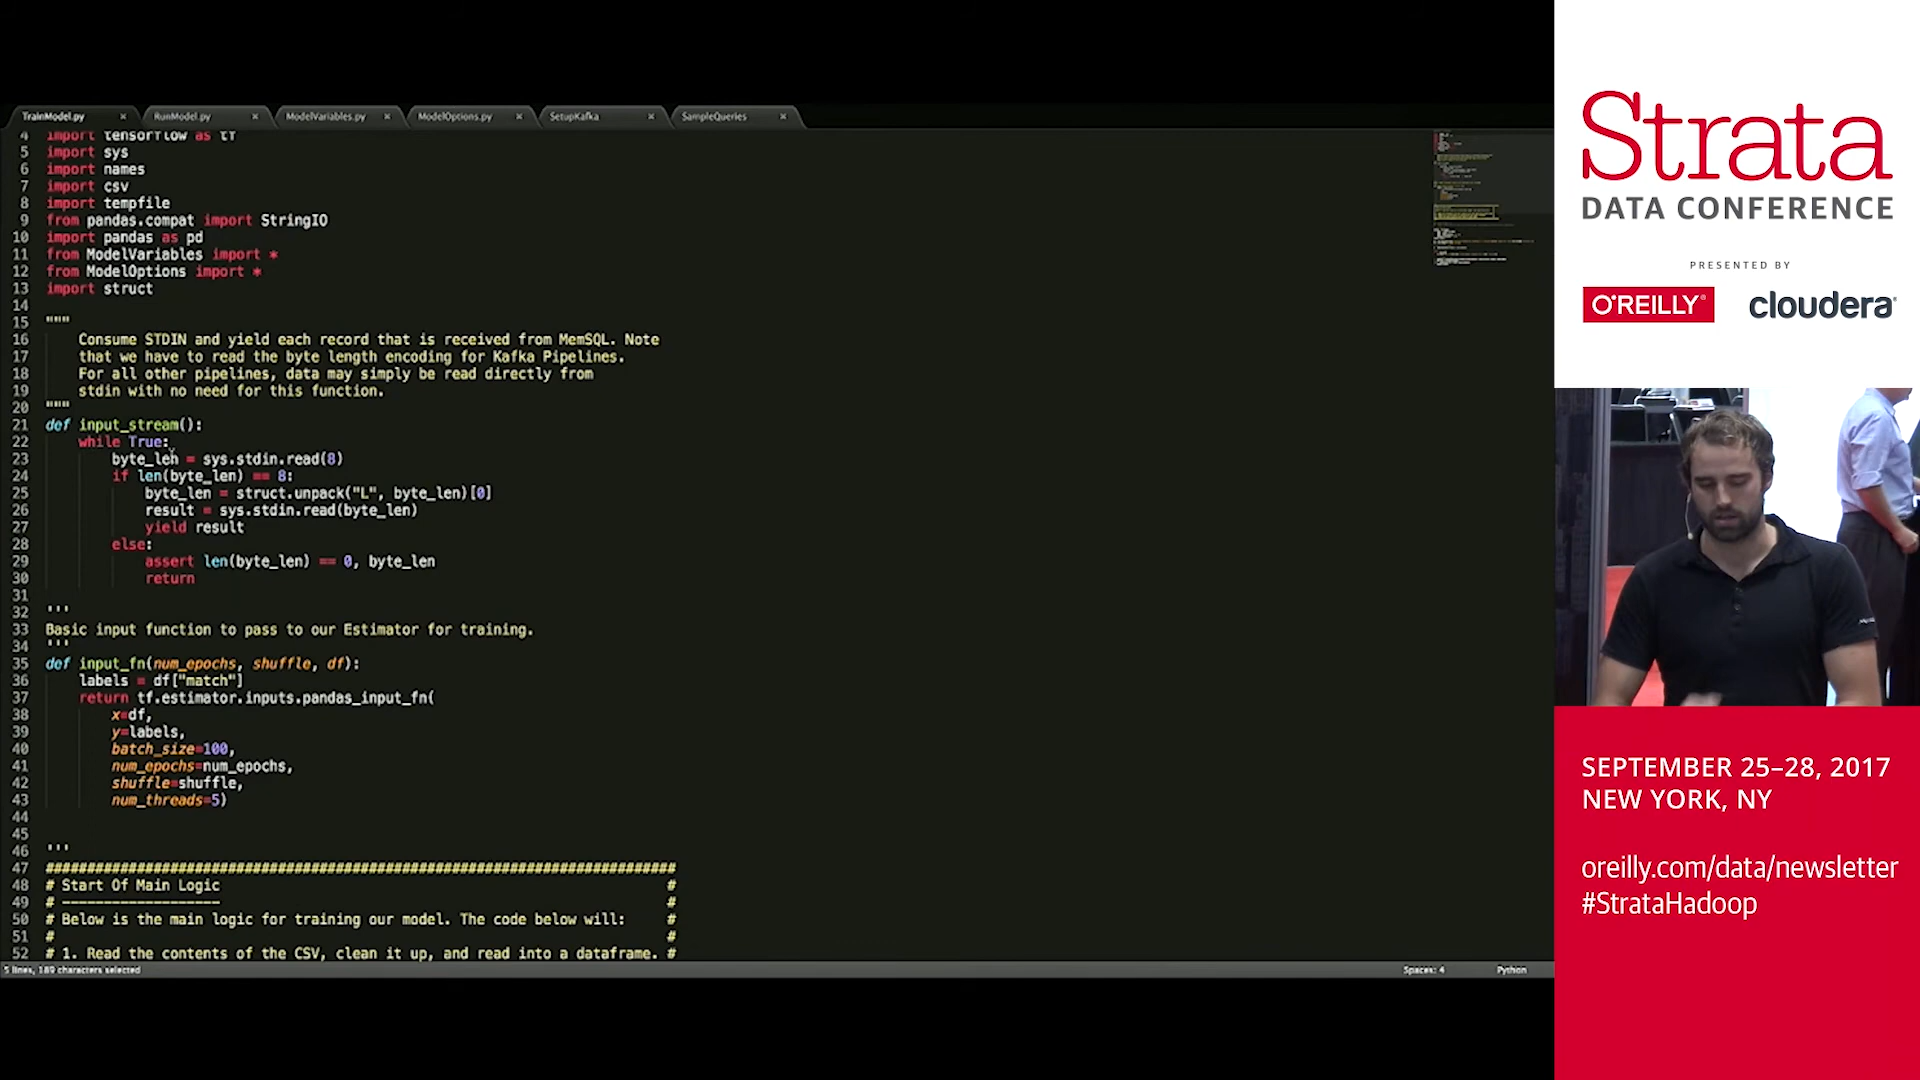 TrainModel.py × RunModel.py × ModelVariables.py × ModelOptions.py × SetupKafka × SampleQueries ×
4 import tensorflow as tf
5 import sys
6 import names
7 import csv
8 import tempfile
9 from pandas.compat import StringIO
10 import pandas as pd
11 from ModelVariables import *
12 from ModelOptions import *
13 import struct
14
15 """
16 Consume STDIN and yield each record that is received from MemSQL. Note
17 that we have to read the byte length encoding for Kafka Pipelines.
18 For all other pipelines, data may simply be read directly from
19 stdin with no need for this function.
20 """
21 def input_stream():
22 while True:
23 byte_len = sys.stdin.read(8)
24 if len(byte_len) == 8:
25 byte_len = struct.unpack("L", byte_len)[0]
26 result = sys.stdin.read(byte_len)
27 yield result
28 else:
29 assert len(byte_len) == 0, byte_len
30 return
31
32 '''
33 Basic input function to pass to our Estimator for training.
34 '''
35 def input_fn(num_epochs, shuffle, df):
36 labels = df["match"]
37 return tf.estimator.inputs.pandas_input_fn(
38 x=df,
39 y=labels,
40 batch_size=100,
41 num_epochs=num_epochs,
42 shuffle=shuffle,
43 num_threads=5)
44
45
46 '''
47 ############################################################################
48 # Start Of Main Logic #
49 # ------------------- #
50 # Below is the main logic for training our model. The code below will: #
51 # #
52 # 1. Read the contents of the CSV, clean it up, and read into a dataframe. #
5 lines, 189 characters selected
Spaces: 4 Python
Strata
DATA CONFERENCE
PRESENTED BY
O'REILLY® cloudera
SEPTEMBER 25–28, 2017
NEW YORK, NY
oreilly.com/data/newsletter
#StrataHadoop